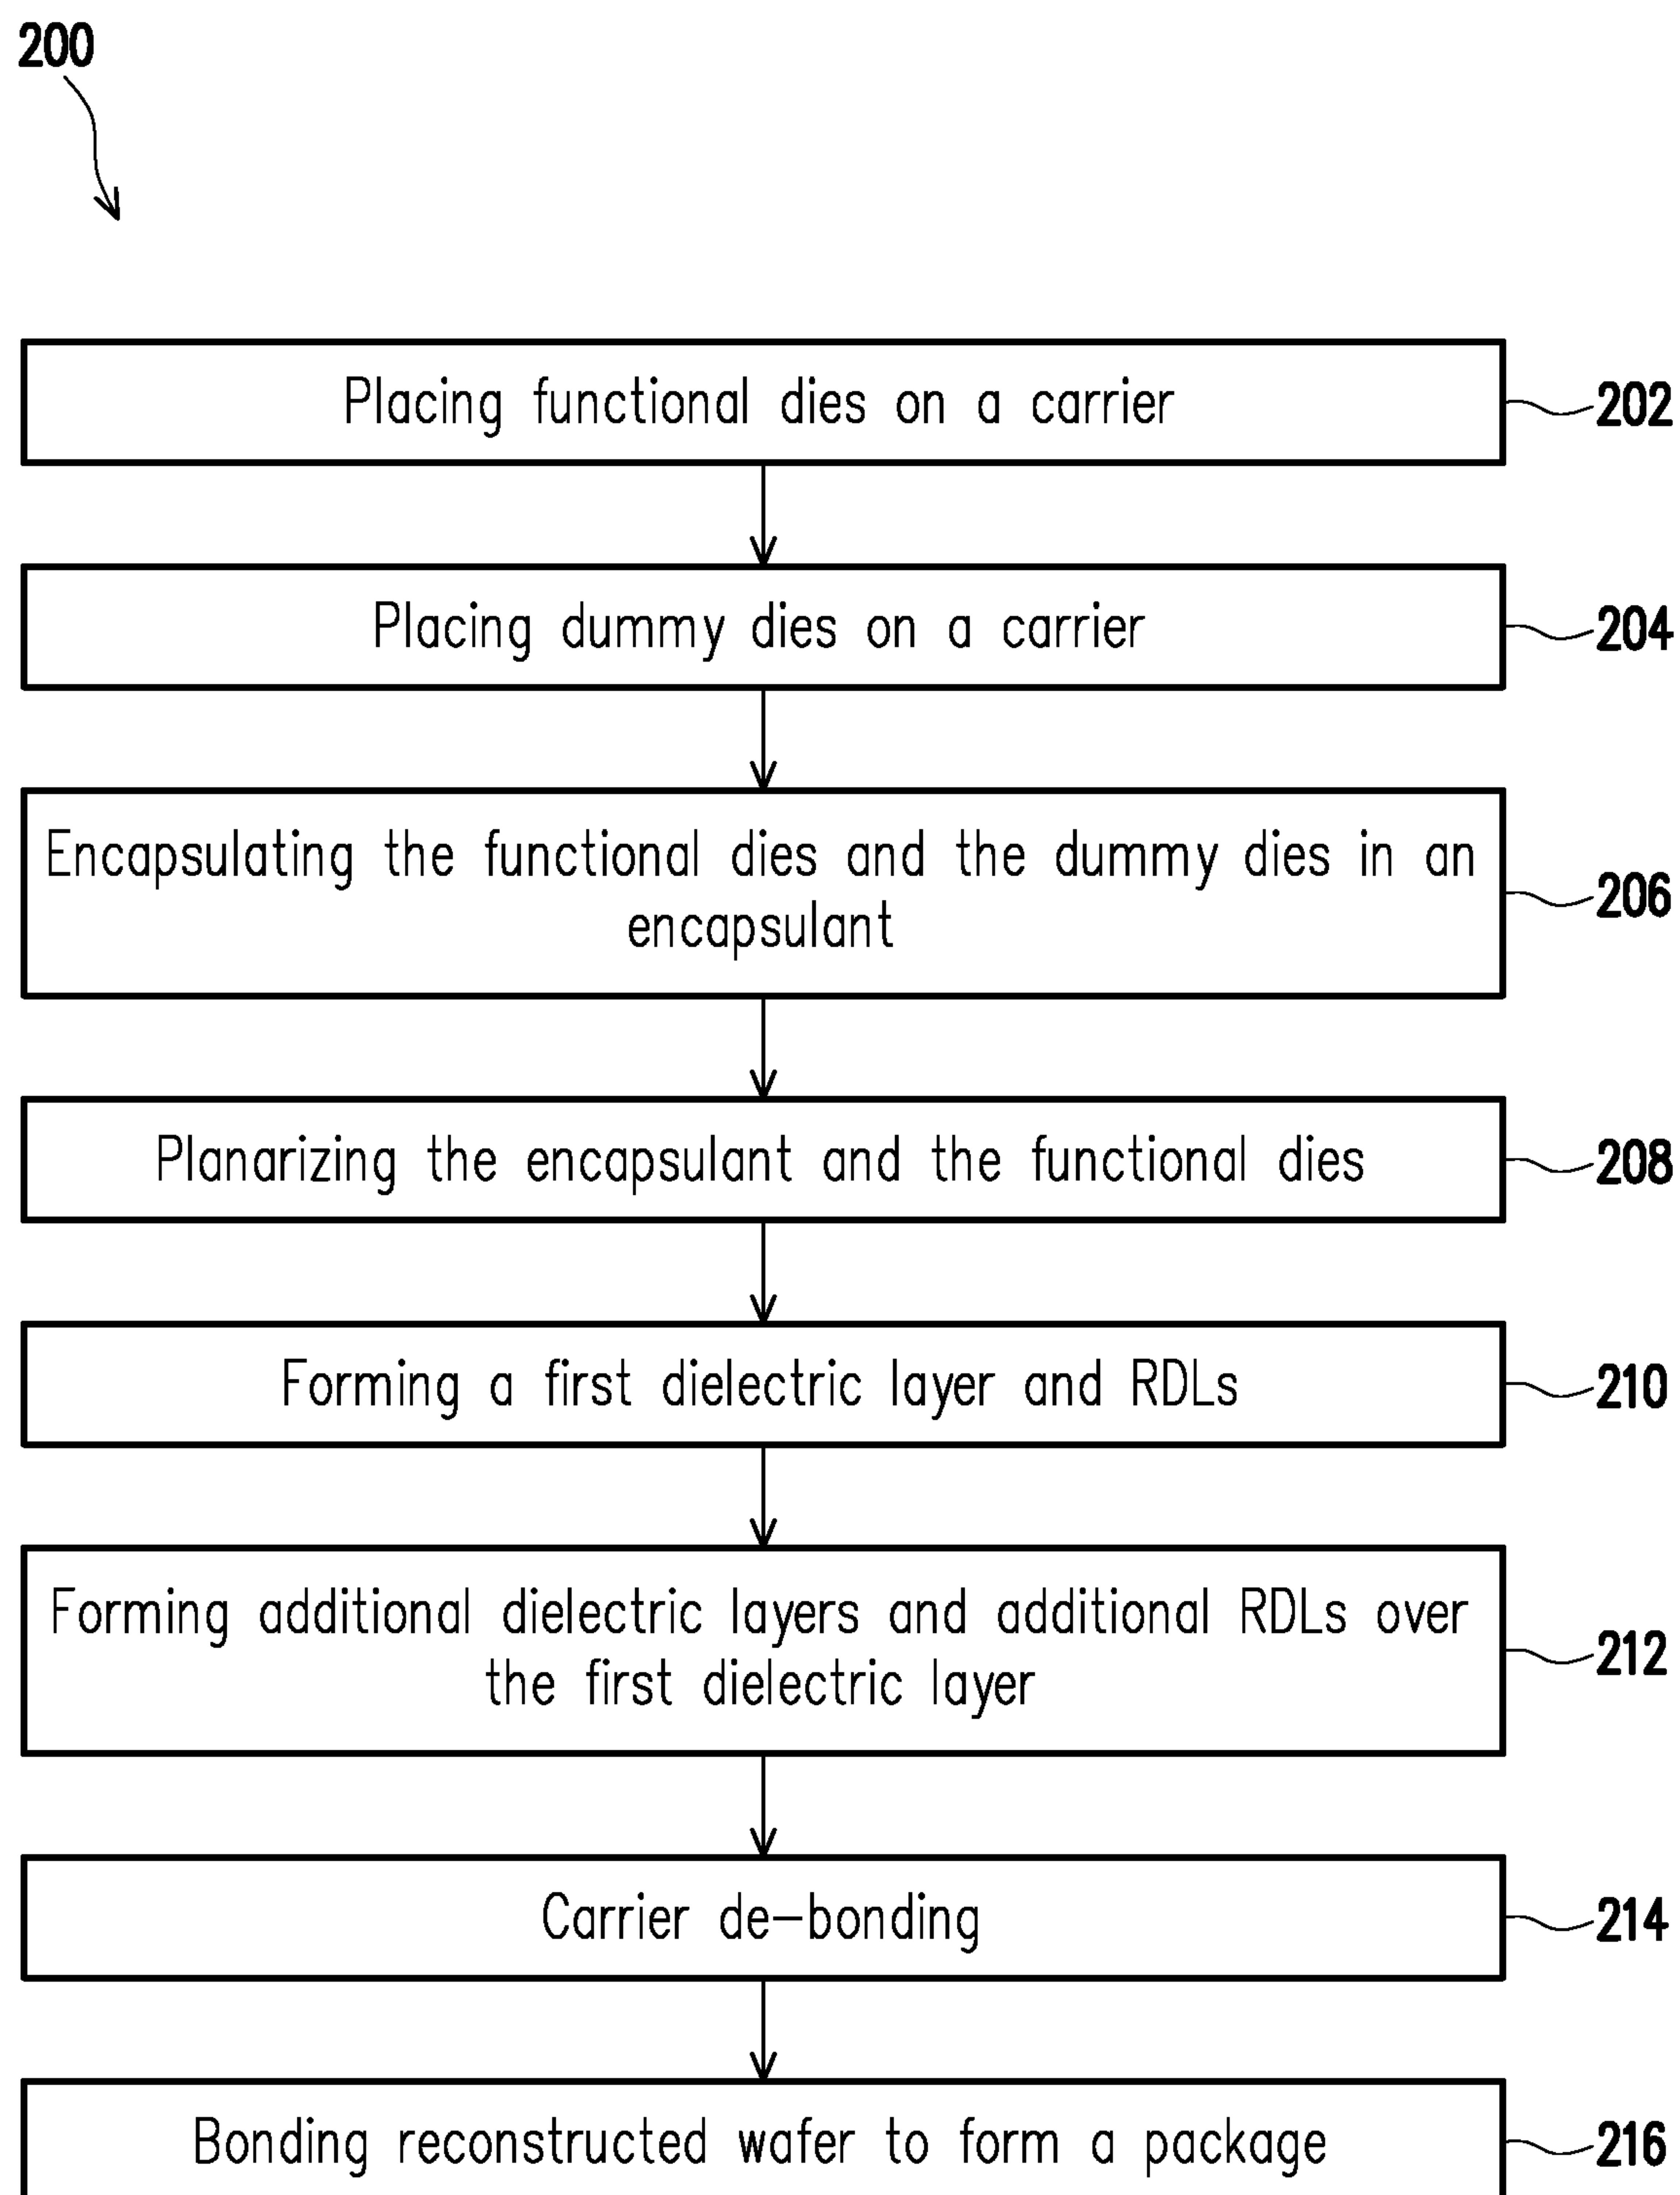 200
Placing functional dies on a carrier
202
Placing dummy dies on a carrier
204
Encapsulating the functional dies and the dummy dies in an
encapsulant
206
Planarizing the encapsulant and the functional dies
208
Forming a first dielectric layer and RDLs
210
Forming additional dielectric layers and additional RDLs over
the first dielectric layer
212
Carrier de-bonding
214
Bonding reconstructed wafer to form a package
216